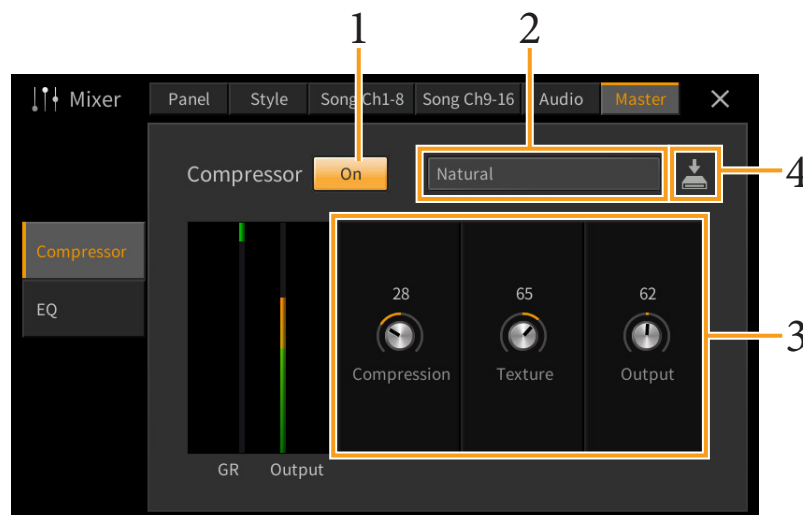 1 2
Mixer Panel Style Song Ch1-8 Song Ch9-16 Audio Master ×
Compressor On Natural 4
Compressor
EQ
28 65 62
3
Compression Texture Output
GR Output